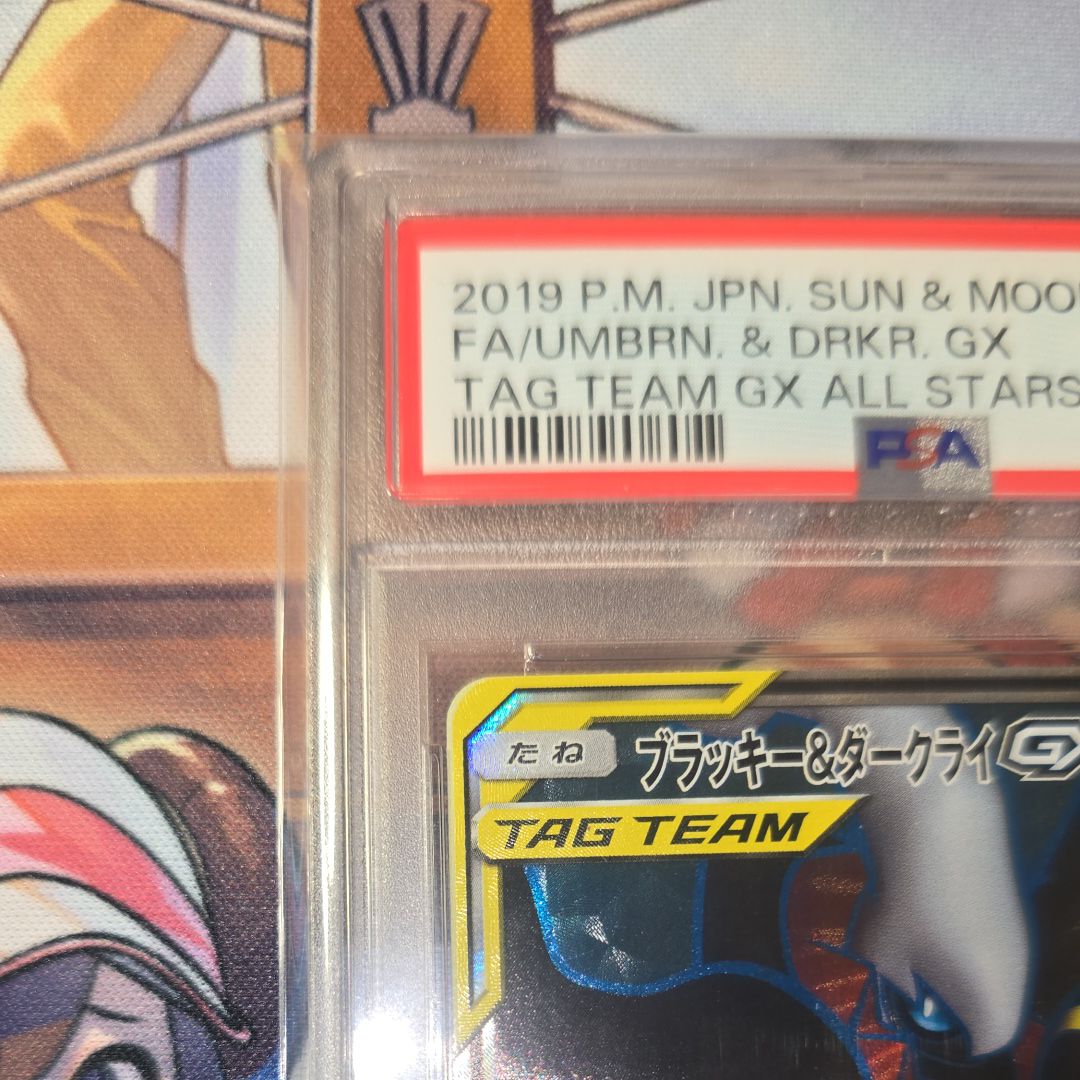 2019 P.M. JPN. SUN & MOO
FA/UMBRN. & DRKR. GX
TAG TEAM GX ALL STARS
PSA
たね ブラッキー&ダークライGX
TAG TEAM